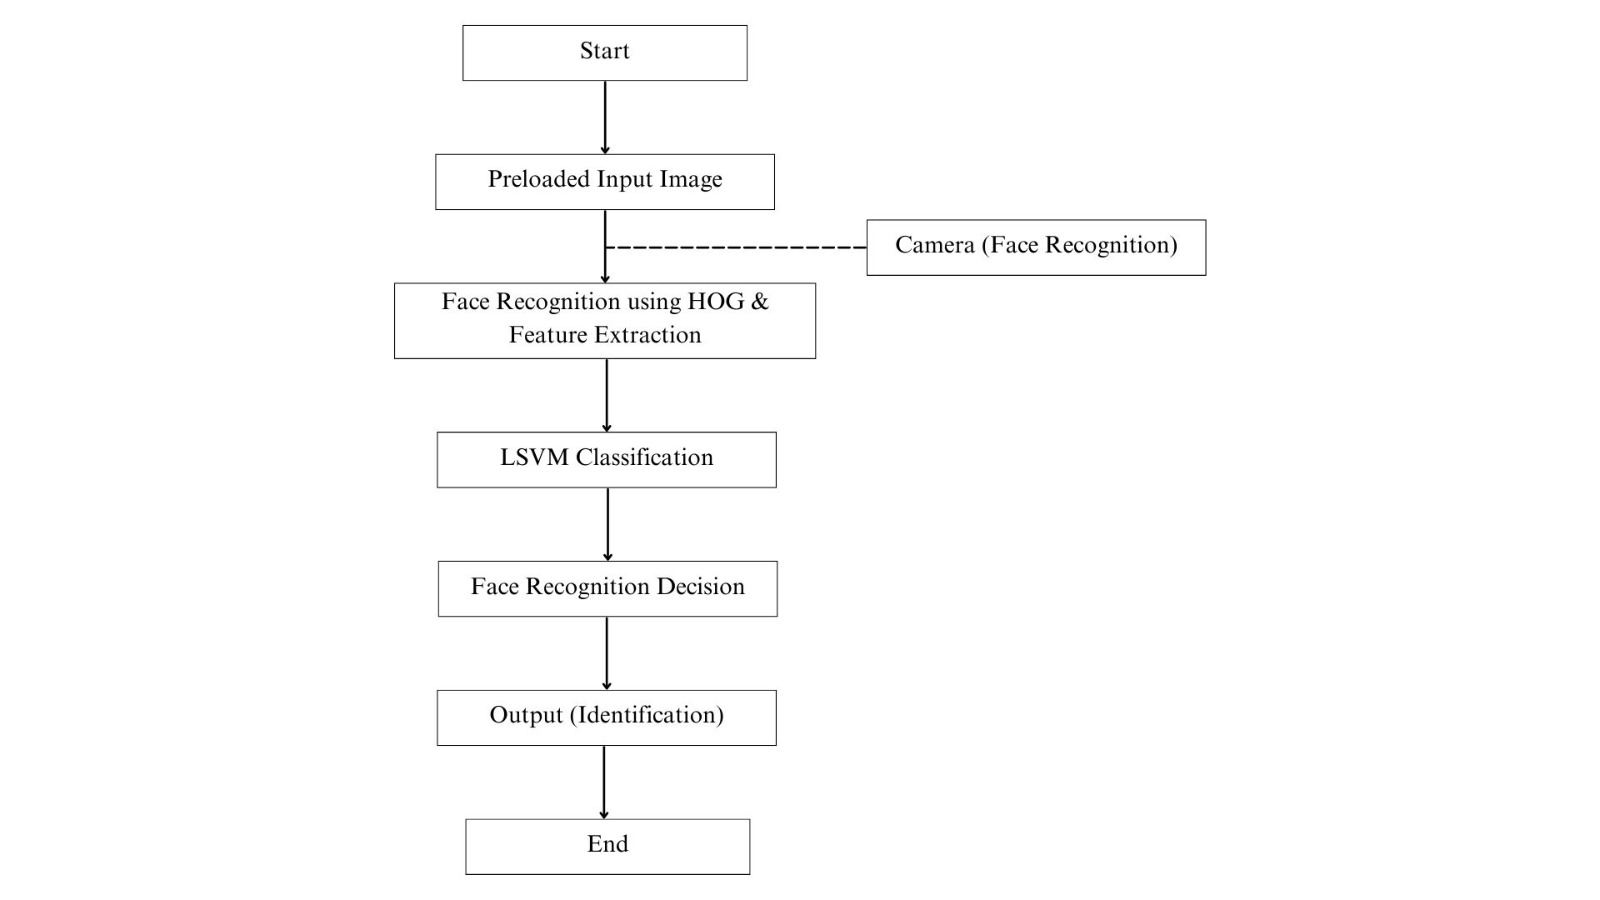 Start
Preloaded Input Image
Camera (Face Recognition)
Face Recognition using HOG &
Feature Extraction
LSVM Classification
Face Recognition Decision
Output (Identification)
End